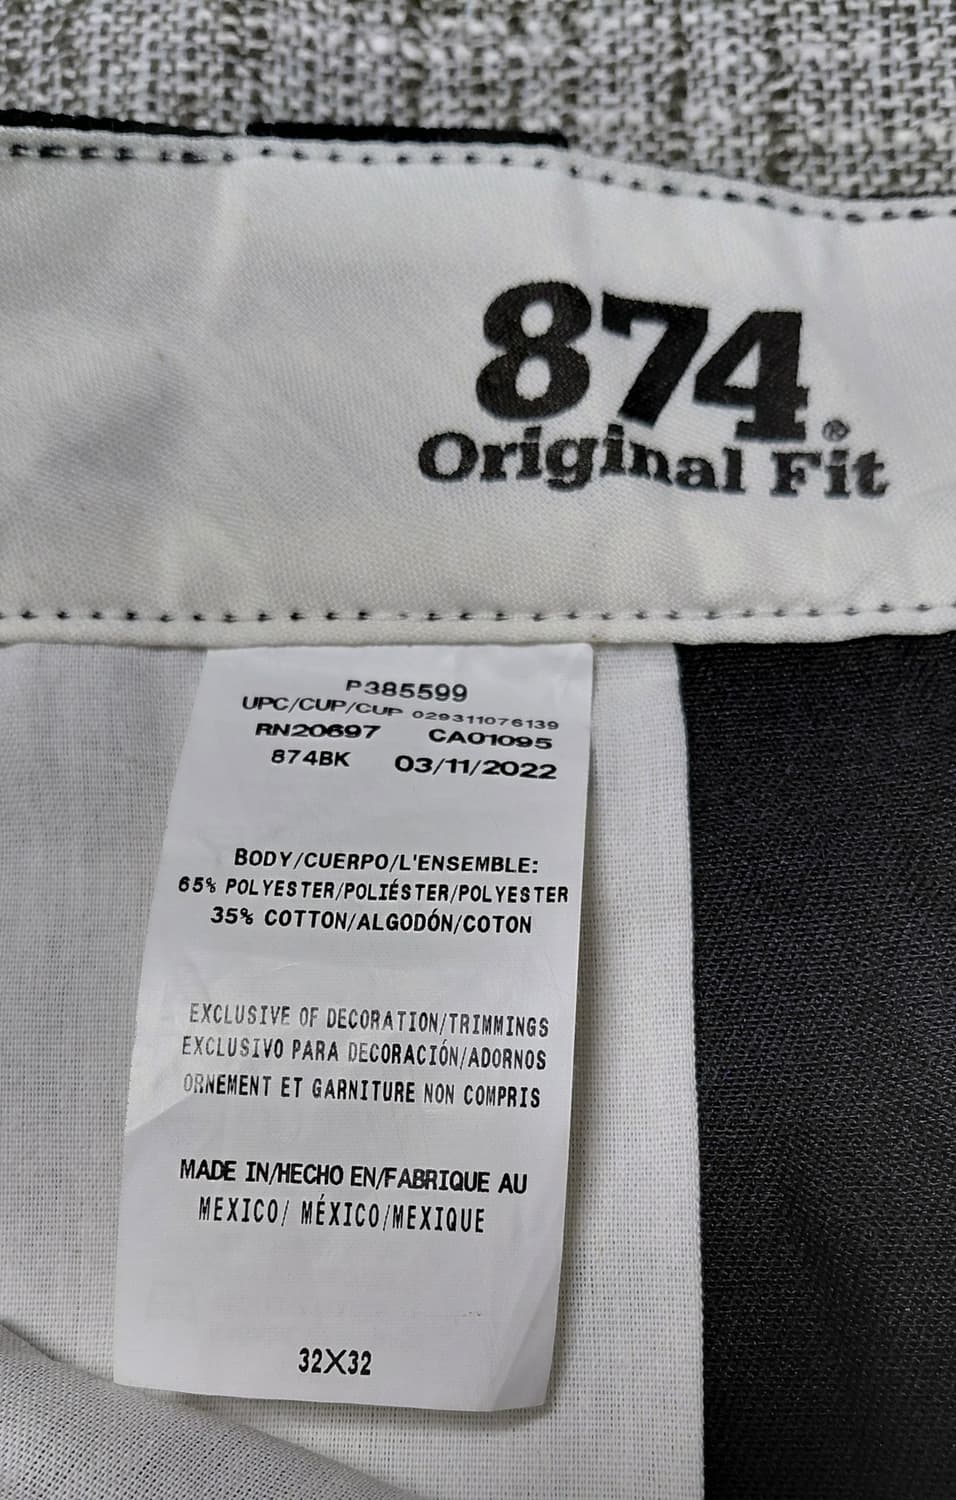 874®
Original Fit
P385599
UPC/CUP/CUP 029311076139
RN20697 CA01095
874BK 03/11/2022
BODY/CUERPO/L'ENSEMBLE:
65% POLYESTER/POLIÉSTER/POLYESTER
35% COTTON/ALGODÓN/COTON
EXCLUSIVE OF DECORATION/TRIMMINGS
EXCLUSIVO PARA DECORACIÓN/ADORNOS
ORNEMENT ET GARNITURE NON COMPRIS
MADE IN/HECHO EN/FABRIQUE AU
MEXICO/ MÉXICO/MEXIQUE
32X32